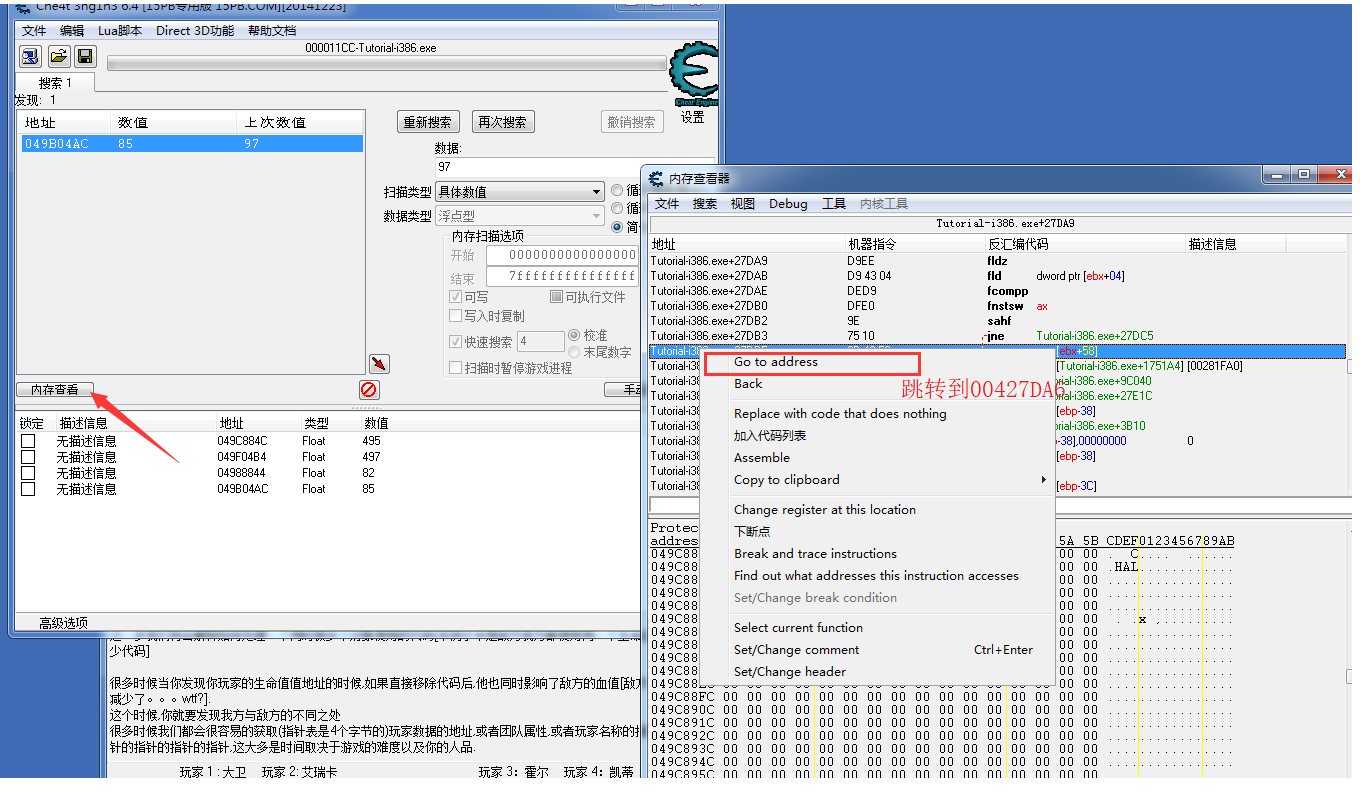 Che4t 3ng1n3 6.4 [15PB专用版 15PB.COM][20141223]
文件 编辑 Lua脚本 Direct 3D功能 帮助文档
000011CC-Tutorial-i386.exe
搜索 1
发现: 1
Cheat Engine
设置
地址 数值 上次数值
049B04AC 85 97
重新搜索 再次搜索 撤销搜索
数据:
97
扫描类型 具体数值
数据类型 浮点型
内存扫描选项
开始 0000000000000000
结束 7fffffffffffffff
可写 可执行文件
写入时复制
快速搜索 4 校准
末尾数字
扫描时暂停游戏进程
内存查看
锁定 描述信息 地址 类型 数值
无描述信息 049C884C Float 495
无描述信息 049F04B4 Float 497
无描述信息 04988844 Float 82
无描述信息 049B04AC Float 85
高级选项
少代码]
很多时候当你发现你玩家的生命值值地址的时候.如果直接移除代码后.他也同时影响了敌方的血值[敌方
减少了。。。wtf?].
这个时候.你就要发现我方与敌方的不同之处
很多时候我们都会很容易的获取(指针表是4个字节的)玩家数据的地址.或者团队属性.或者玩家名称的指
针的指针的指针的指针.这大多是时间取决于游戏的难度以及你的人品.
玩家 1 : 大卫 玩家 2: 艾瑞卡 玩家 3: 霍尔 玩家 4: 凯蒂
内存查看器
文件 搜索 视图 Debug 工具 内核工具
Tutorial-i386.exe+27DA9
地址 机器指令 反汇编代码 描述信息
Tutorial-i386.exe+27DA9 D9EE fldz
Tutorial-i386.exe+27DAB D9 43 04 fld dword ptr [ebx+04]
Tutorial-i386.exe+27DAE DED9 fcompp
Tutorial-i386.exe+27DB0 DFE0 fnstsw ax
Tutorial-i386.exe+27DB2 9E sahf
Tutorial-i386.exe+27DB3 75 10 jne Tutorial-i386.exe+27DC5
[ebx+58]
[Tutorial-i386.exe+1751A4] [00281FA0]
rial-i386.exe+9C040
rial-i386.exe+27E1C
[ebp-38]
rial-i386.exe+3B10
-38],00000000 0
[ebp-38]
[ebp-3C]
Go to address
跳转到00427DA6
Back
Replace with code that does nothing
加入代码列表
Assemble
Copy to clipboard
Change register at this location
下断点
Break and trace instructions
Find out what addresses this instruction accesses
Set/Change break condition
Select current function
Set/Change comment Ctrl+Enter
Set/Change header
Protec
addres 5A 5B CDEF0123456789AB
049C88 00 00
049C88 00 00 .HAL
049C88FC 00 00 00 00 00 00 00 00 00 00 00 00 00 00 00 00
049C890C 00 00 00 00 00 00 00 00 00 00 00 00 00 00 00 00
049C891C 00 00 00 00 00 00 00 00 00 00 00 00 00 00 00 00
049C892C 00 00 00 00 00 00 00 00 00 00 00 00 00 00 00 00
049C893C 00 00 00 00 00 00 00 00 00 00 00 00 00 00 00 00
049C894C 00 00 00 00 00 00 00 00 00 00 00 00 00 00 00 00
049C895C 00 00 00 00 00 00 00 00 00 00 00 00 00 00 00 00